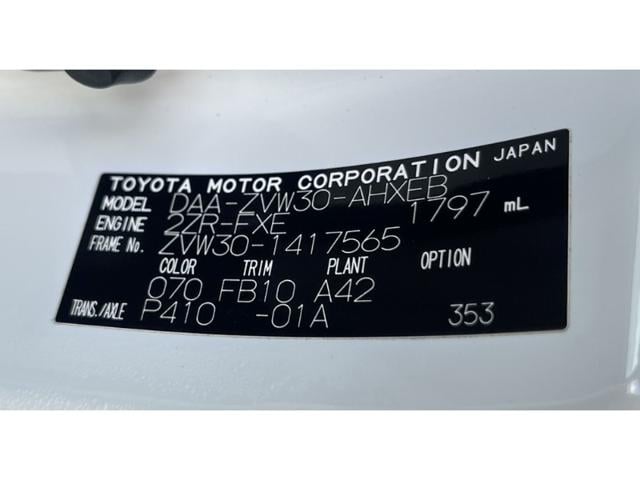 TOYOTA MOTOR CORPORATION JAPAN
MODEL DAA-ZVW30-AHXEB
ENGINE 2ZR-FXE 1797 mL
FRAME No. ZVW30-1417565
COLOR TRIM PLANT OPTION
070 FB10 A42
TRANS./AXLE P410 -01A 353